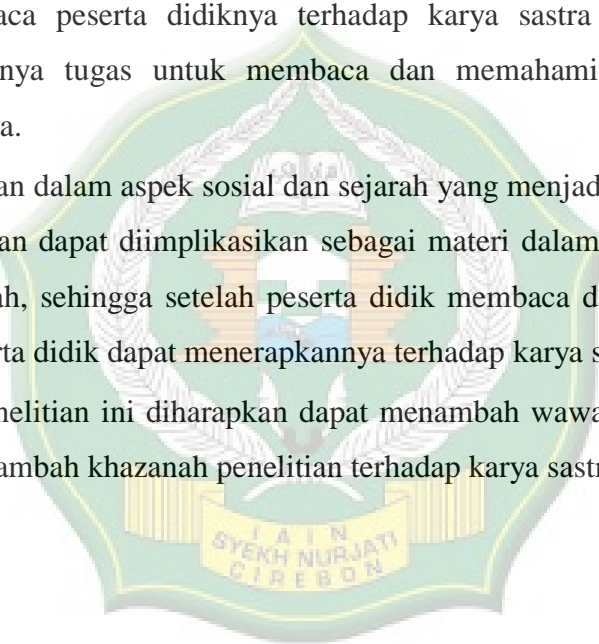 aca peserta didiknya terhadap karya sastra
nya tugas untuk membaca dan memahami
a.
an dalam aspek sosial dan sejarah yang menjad
an dapat diimplikasikan sebagai materi dalam
ah, sehingga setelah peserta didik membaca d
rta didik dapat menerapkannya terhadap karya s
nelitian ini diharapkan dapat menambah wawa
ambah khazanah penelitian terhadap karya sastr
IAIN
SYEKH NURJATI
CIREBON